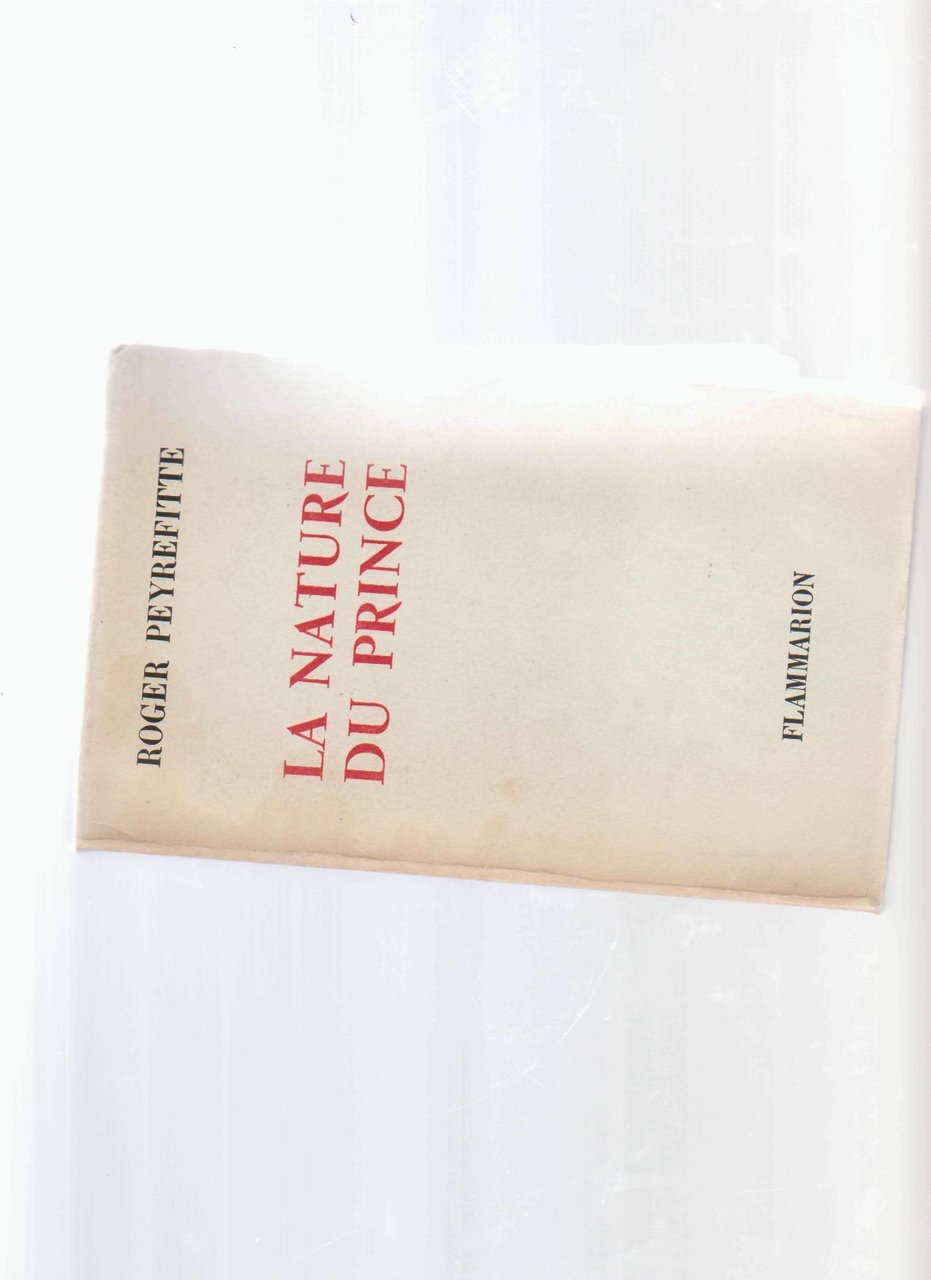 ROGER PEYREFITTE
LA NATURE
DU PRINCE
FLAMMARION